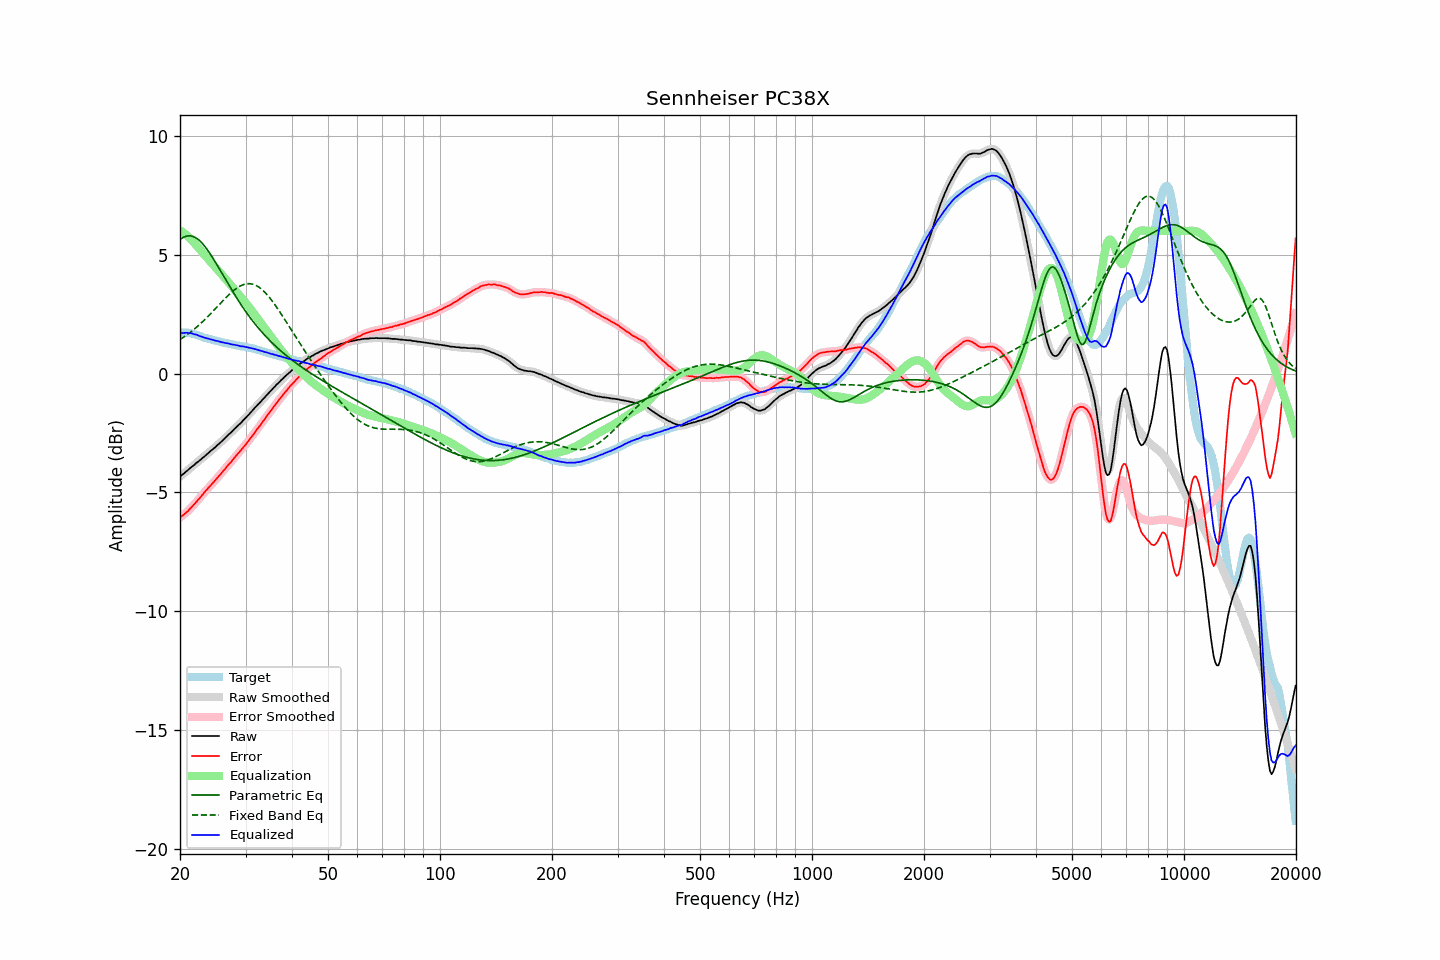 Sennheiser PC38X
10
5
0
−5
−10
−15
−20
Amplitude (dBr)
Target
Raw Smoothed
Error Smoothed
Raw
Error
Equalization
Parametric Eq
Fixed Band Eq
Equalized
20 50 100 200 500 1000 2000 5000 10000 20000
Frequency (Hz)